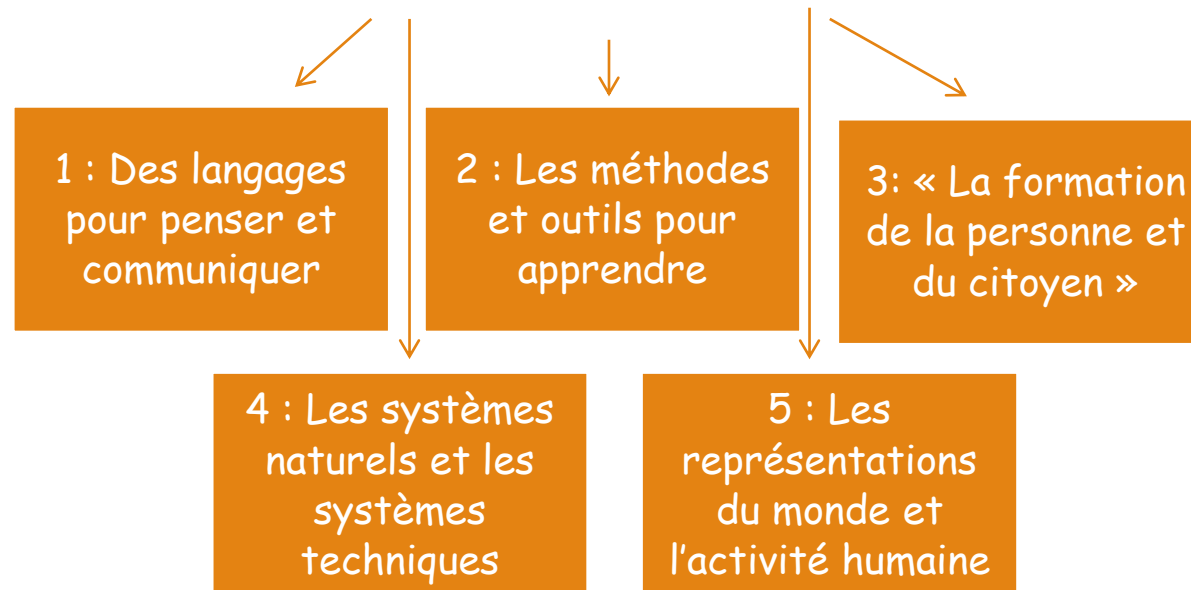 1 : Des langages
pour penser et
communiquer
2 : Les méthodes
et outils pour
apprendre
3: « La formation
de la personne et
du citoyen »
4 : Les systèmes
naturels et les
systèmes
techniques
5 : Les
représentations
du monde et
l’activité humaine